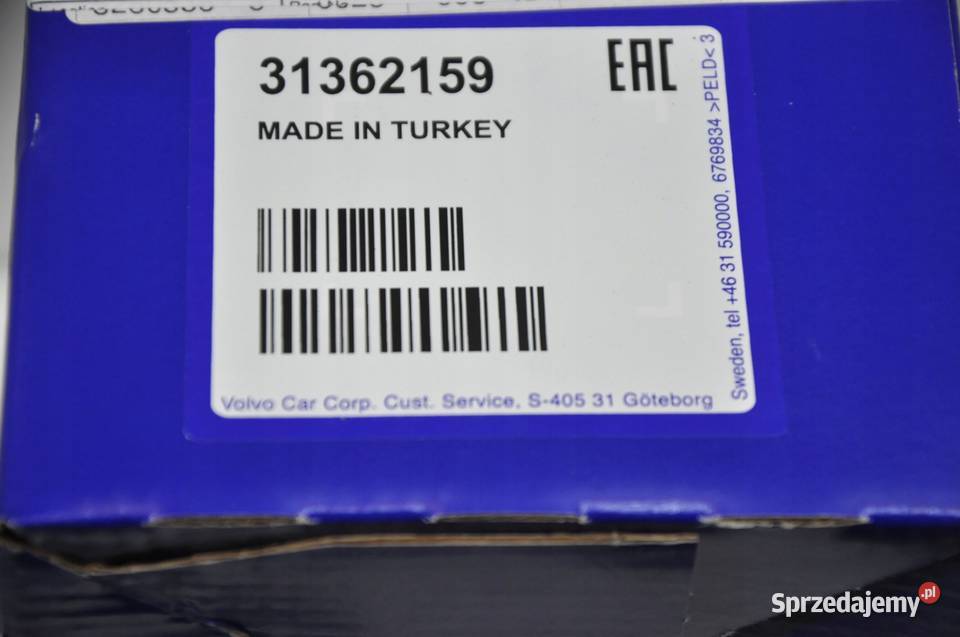 31362159
EAC
MADE IN TURKEY
Volvo Car Corp. Cust. Service, S-405 31 Göteborg
Sweden, tel +46 31 590000, 6769834 >PELD< 3
Sprzedajemy.pl